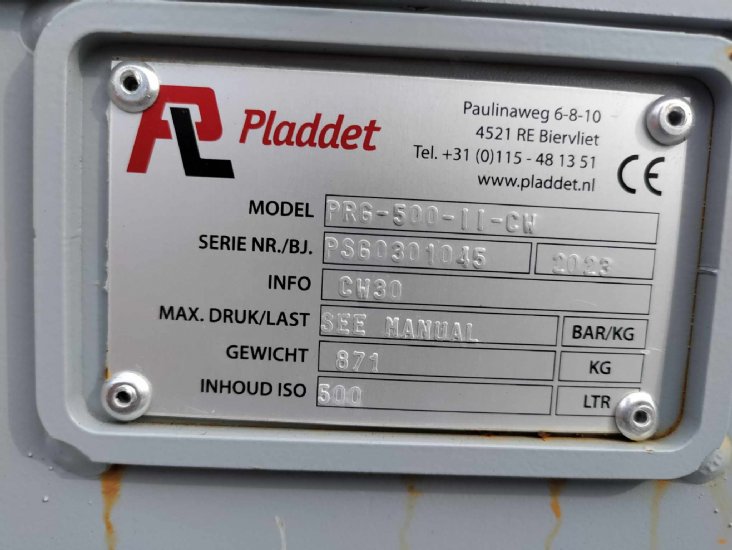 PL Pladdet
Paulinaweg 6-8-10
4521 RE Biervliet
Tel. +31 (0)115 - 48 13 51
www.pladdet.nl
CE
MODEL PRG-500-II-CW
SERIE NR./BJ. PSG0301045 2023
INFO CW30
MAX. DRUK/LAST SEE MANUAL BAR/KG
GEWICHT 871 KG
INHOUD ISO 500 LTR